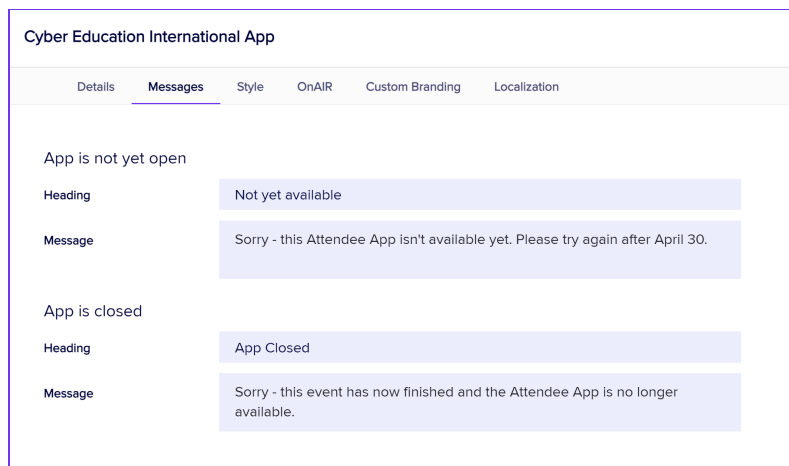 Cyber Education International App
Details Messages Style OnAIR Custom Branding Localization
App is not yet open
Heading Not yet available
Message Sorry - this Attendee App isn't available yet. Please try again after April 30.
App is closed
Heading App Closed
Message Sorry - this event has now finished and the Attendee App is no longer
available.